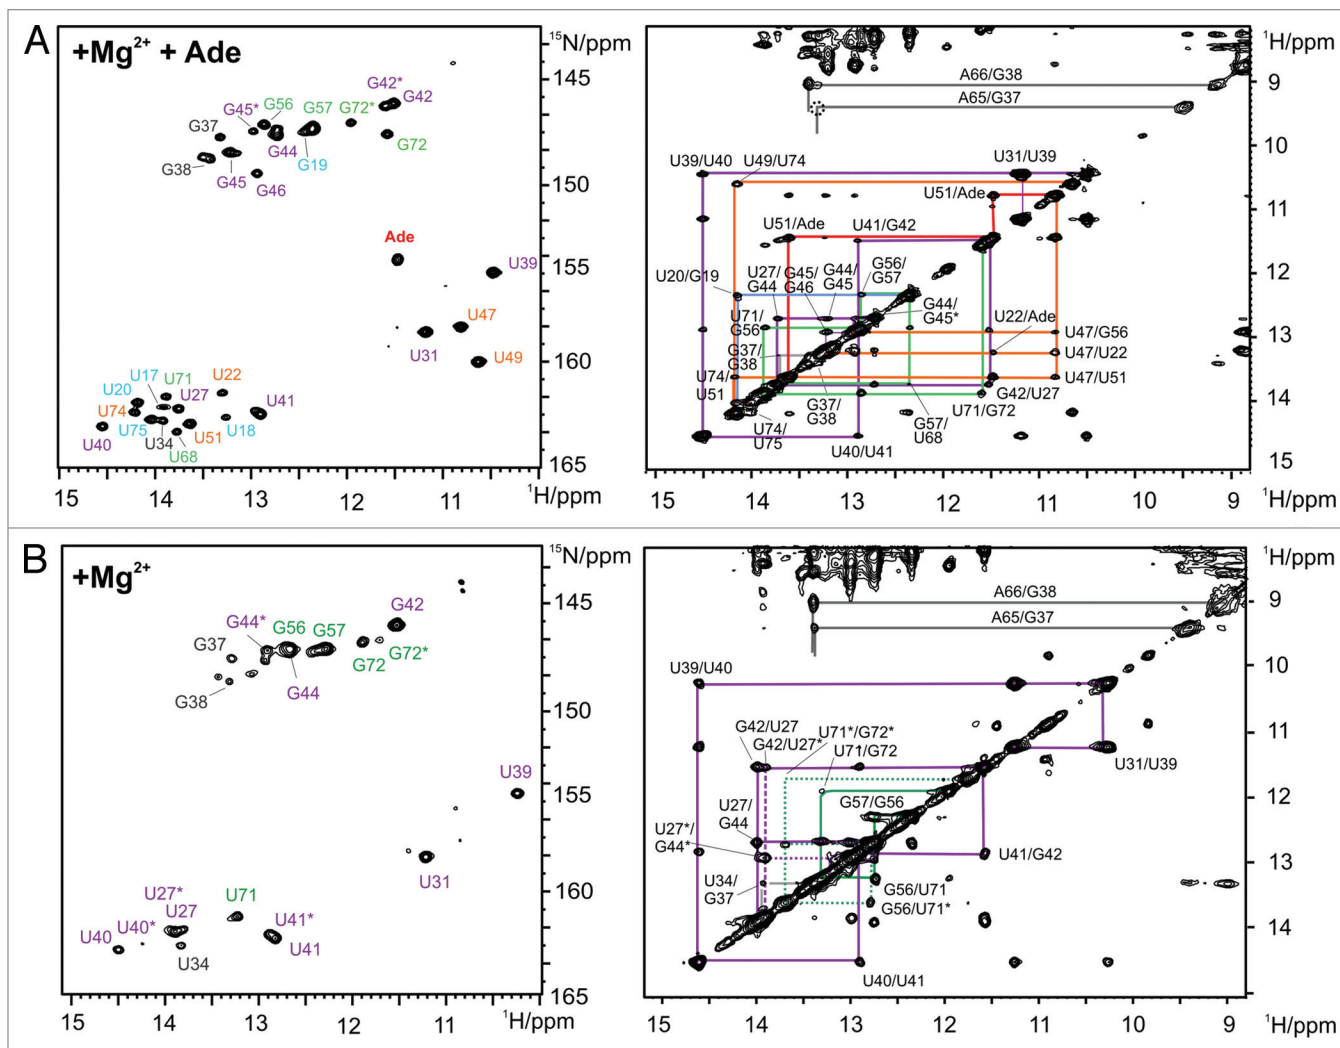 A
+Mg2+ + Ade
15N/ppm
145
150
155
160
165
G42*
G42
G45*
G56
G57
G72*
G37
G44
G19
G72
G38
G45
G46
Ade
U39
U47
U31
U49
U17
U71
U22
U20
U27
U41
U74
U75
U34
U51
U18
U40
U68
15
14
13
12
11
1H/ppm
1H/ppm
9
10
11
12
13
14
15
A66/G38
A65/G37
U39/U40
U49/U74
U31/U39
U51/Ade
U51/Ade
U41/G42
U20/G19
U27/
G44
G45/
G46
G44/
G45
G56/
G57
U71/
G56
G44/
G45*
U22/Ade
U47/G56
G37/
G38
U47/U22
U74/
U51
U47/U51
G42/U27
G37/
G38
U71/G72
U74/
U75
G57/
U68
U40/U41
15
14
13
12
11
10
9
1H/ppm
B
+Mg2+
15N/ppm
145
150
155
160
165
G42
G44*
G56
G57
G37
G72
G72*
G38
G44
U39
U31
U27*
U71
U40*
U27
U41*
U40
U41
U34
15
14
13
12
11
1H/ppm
1H/ppm
9
10
11
12
13
14
A66/G38
A65/G37
U39/U40
G42/U27
G42/U27*
U71*/G72*
U71/G72
U31/U39
U27/
G44
G57/G56
U27*/
G44*
U41/G42
U34/
G37
G56/U71
G56/U71*
U40/U41
15
14
13
12
11
10
9
1H/ppm